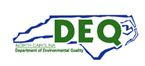 DEQ
NORTH CAROLINA
Department of Environmental Quality